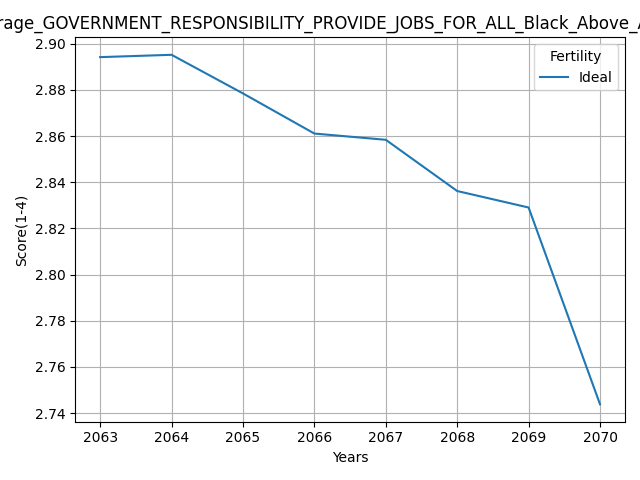 rage_GOVERNMENT_RESPONSIBILITY_PROVIDE_JOBS_FOR_ALL_Black_Above_
Fertility
Ideal
2.90
2.88
2.86
2.84
2.82
2.80
2.78
2.76
2.74
Score(1-4)
2063 2064 2065 2066 2067 2068 2069 2070
Years